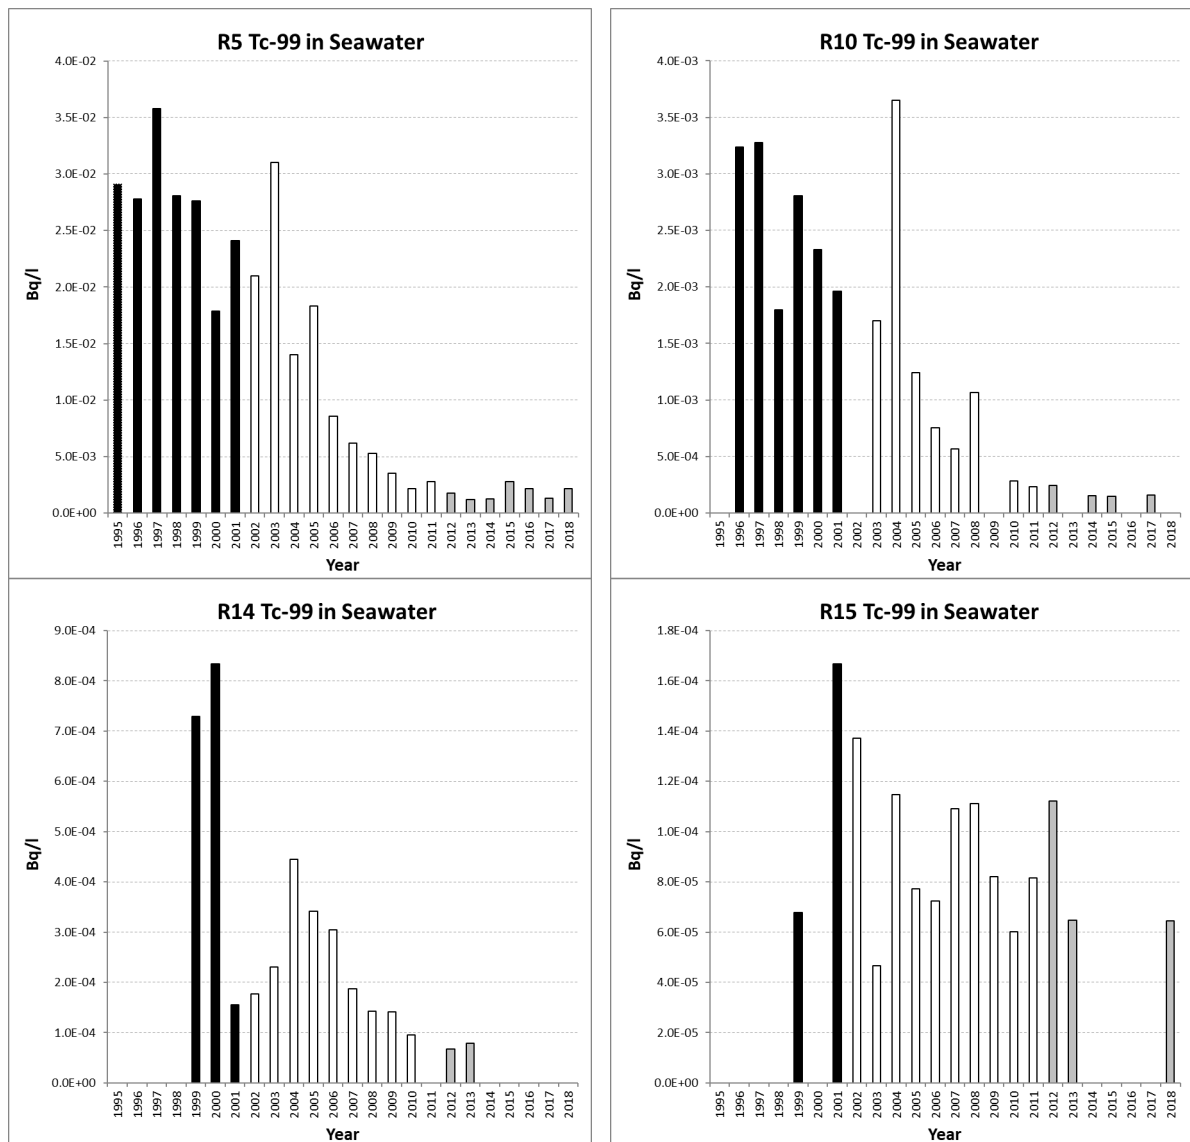 R5 Tc-99 in Seawater
4.0E-02
3.5E-02
3.0E-02
2.5E-02
2.0E-02
1.5E-02
1.0E-02
5.0E-03
0.0E+00
Bq/l
1995 1996 1997 1998 1999 2000 2001 2002 2003 2004 2005 2006 2007 2008 2009 2010 2011 2012 2013 2014 2015 2016 2017 2018
Year
R10 Tc-99 in Seawater
4.0E-03
3.5E-03
3.0E-03
2.5E-03
2.0E-03
1.5E-03
1.0E-03
5.0E-04
0.0E+00
Bq/l
1995 1996 1997 1998 1999 2000 2001 2002 2003 2004 2005 2006 2007 2008 2009 2010 2011 2012 2013 2014 2015 2016 2017 2018
Year
R14 Tc-99 in Seawater
9.0E-04
8.0E-04
7.0E-04
6.0E-04
5.0E-04
4.0E-04
3.0E-04
2.0E-04
1.0E-04
0.0E+00
Bq/l
1995 1996 1997 1998 1999 2000 2001 2002 2003 2004 2005 2006 2007 2008 2009 2010 2011 2012 2013 2014 2015 2016 2017 2018
Year
R15 Tc-99 in Seawater
1.8E-04
1.6E-04
1.4E-04
1.2E-04
1.0E-04
8.0E-05
6.0E-05
4.0E-05
2.0E-05
0.0E+00
Bq/l
1995 1996 1997 1998 1999 2000 2001 2002 2003 2004 2005 2006 2007 2008 2009 2010 2011 2012 2013 2014 2015 2016 2017 2018
Year